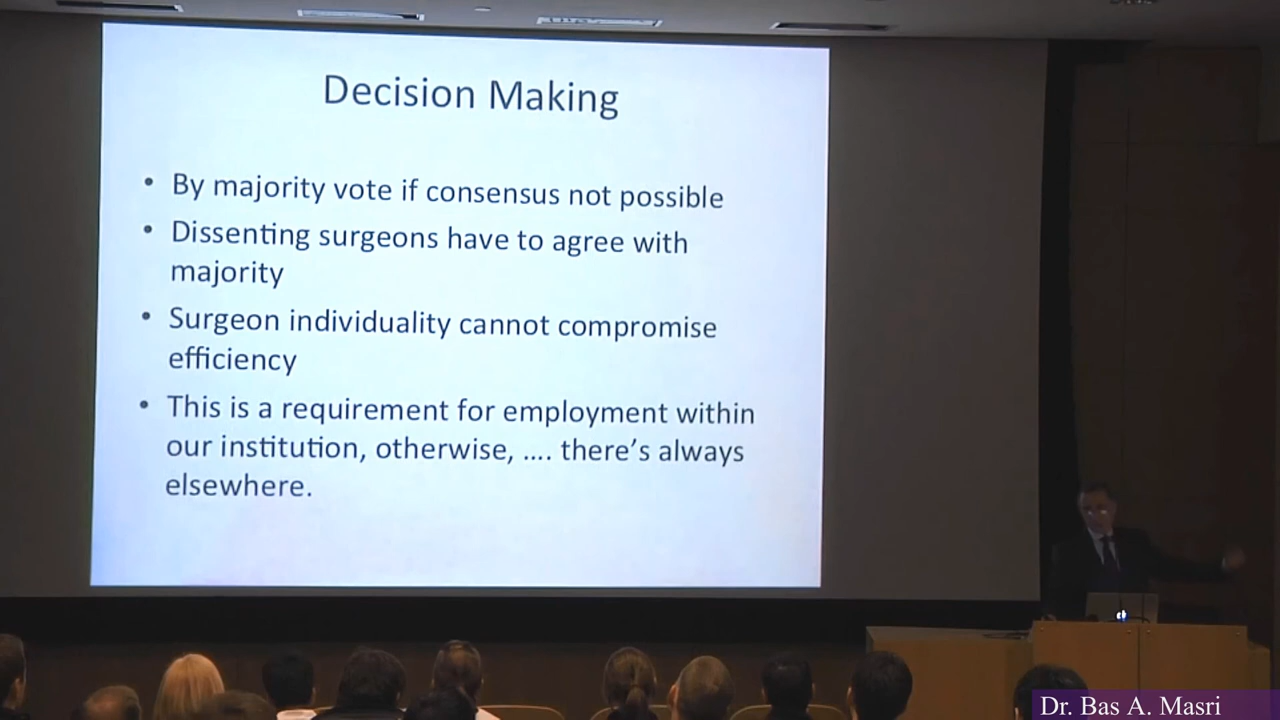 Decision Making
• By majority vote if consensus not possible
• Dissenting surgeons have to agree with
majority
• Surgeon individuality cannot compromise
efficiency
• This is a requirement for employment within
our institution, otherwise, .... there's always
elsewhere.
Dr. Bas A. Masri